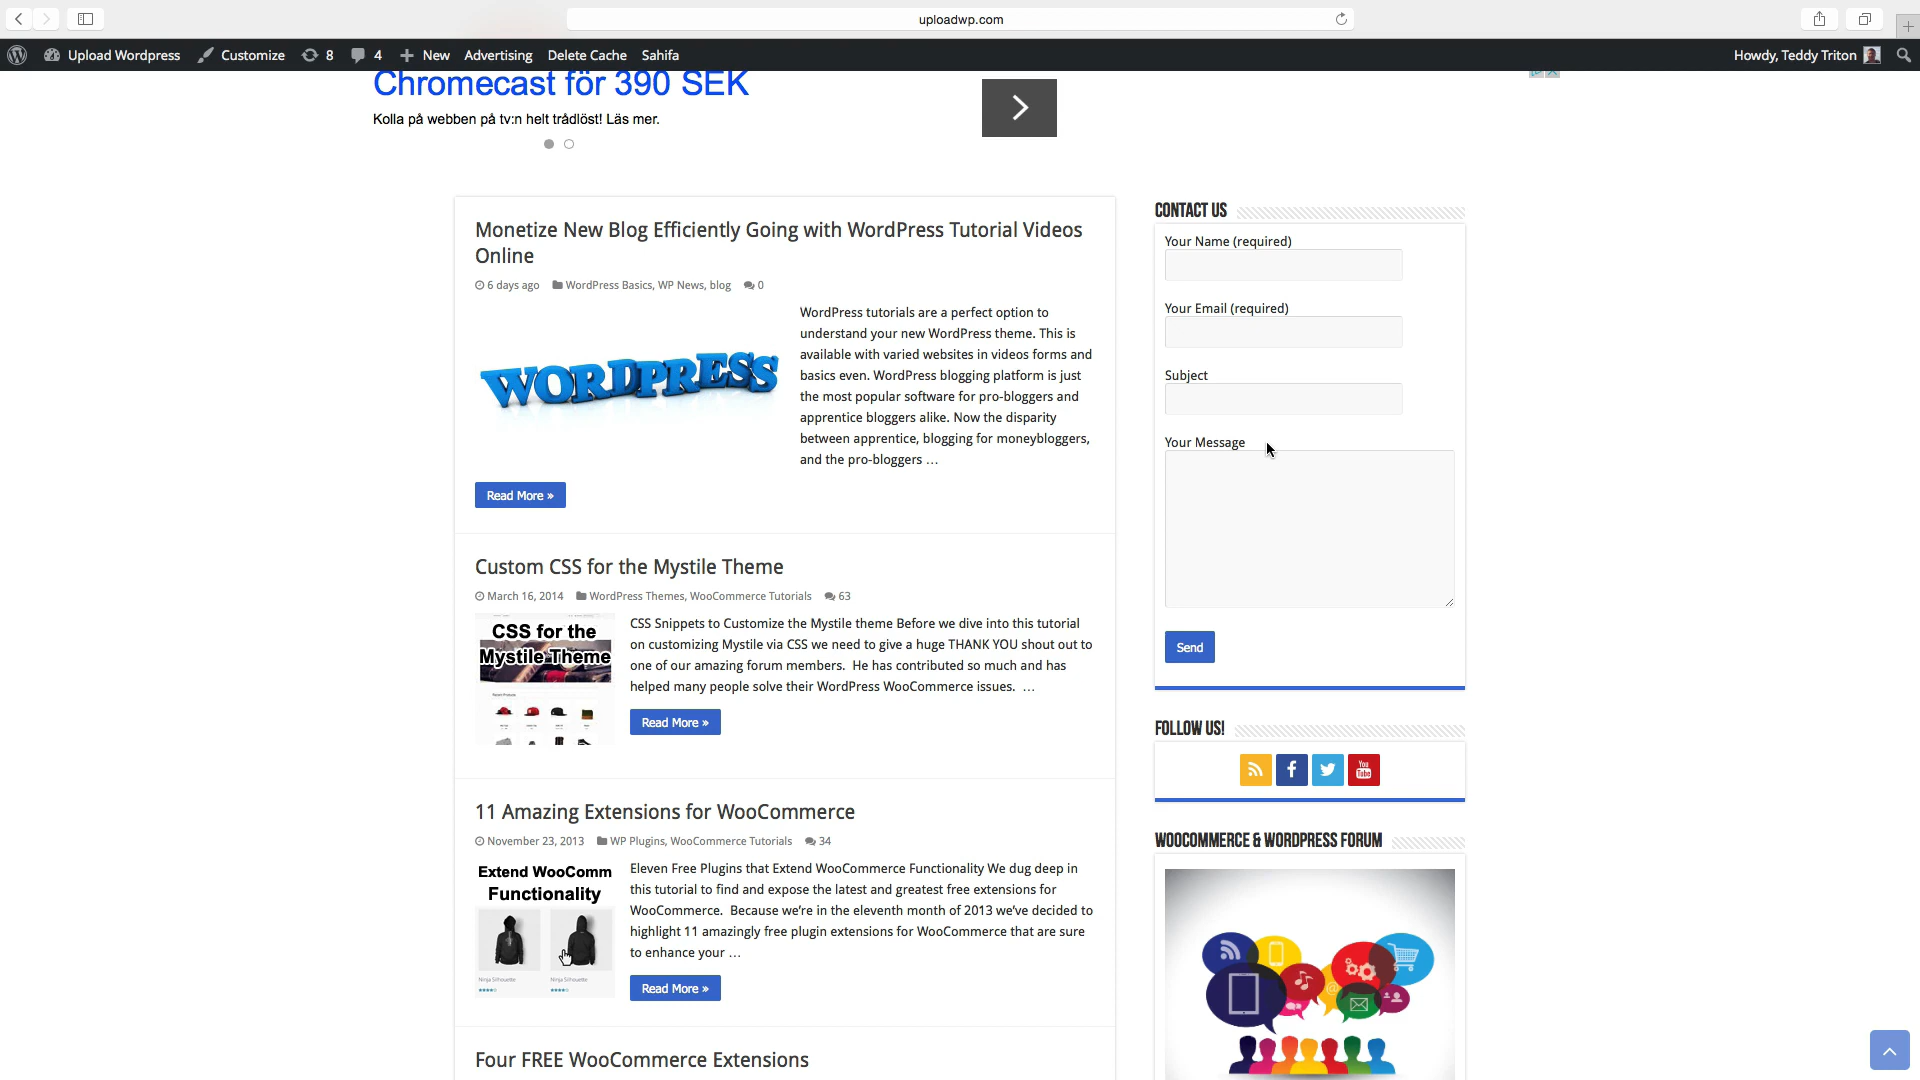 uploadwp.com
Upload Wordpress Customize 8 4 New Advertising Delete Cache Sahifa Howdy, Teddy Triton
Chromecast för 390 SEK
Kolla på webben på tv:n helt trådlöst! Läs mer.
Monetize New Blog Efficiently Going with WordPress Tutorial Videos
Online
6 days ago WordPress Basics, WP News, blog 0
WORDPRESS
WordPress tutorials are a perfect option to
understand your new WordPress theme. This is
available with varied websites in videos forms and
basics even. WordPress blogging platform is just
the most popular software for pro-bloggers and
apprentice bloggers alike. Now the disparity
between apprentice, blogging for moneybloggers,
and the pro-bloggers …
Read More »
Custom CSS for the Mystile Theme
March 16, 2014 WordPress Themes, WooCommerce Tutorials 63
CSS for the
Mystile Theme
Recent Products
CSS Snippets to Customize the Mystile theme Before we dive into this tutorial
on customizing Mystile via CSS we need to give a huge THANK YOU shout out to
one of our amazing forum members. He has contributed so much and has
helped many people solve their WordPress WooCommerce issues. …
Read More »
11 Amazing Extensions for WooCommerce
November 23, 2013 WP Plugins, WooCommerce Tutorials 34
Extend WooComm
Functionality
Ninja Silhouette Ninja Silhouette
Eleven Free Plugins that Extend WooCommerce Functionality We dug deep in
this tutorial to find and expose the latest and greatest free extensions for
WooCommerce. Because we're in the eleventh month of 2013 we've decided to
highlight 11 amazingly free plugin extensions for WooCommerce that are sure
to enhance your …
Read More »
Four FREE WooCommerce Extensions
CONTACT US
Your Name (required)
Your Email (required)
Subject
Your Message
Send
FOLLOW US!
You
Tube
WOOCOMMERCE & WORDPRESS FORUM